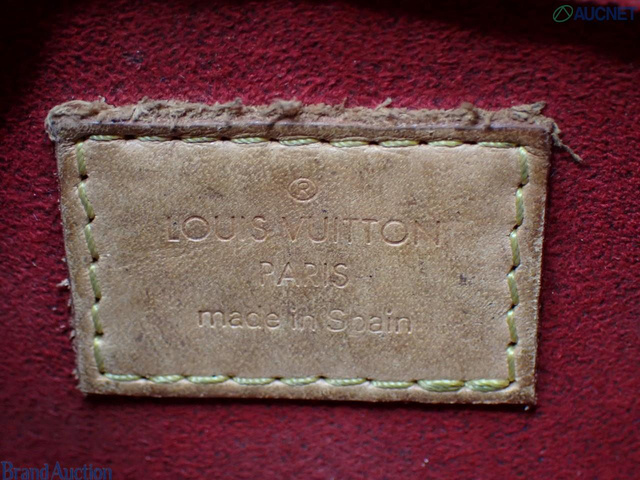 AUCNET
®
LOUIS VUITTON
PARIS
made in Spain
Brand Auction